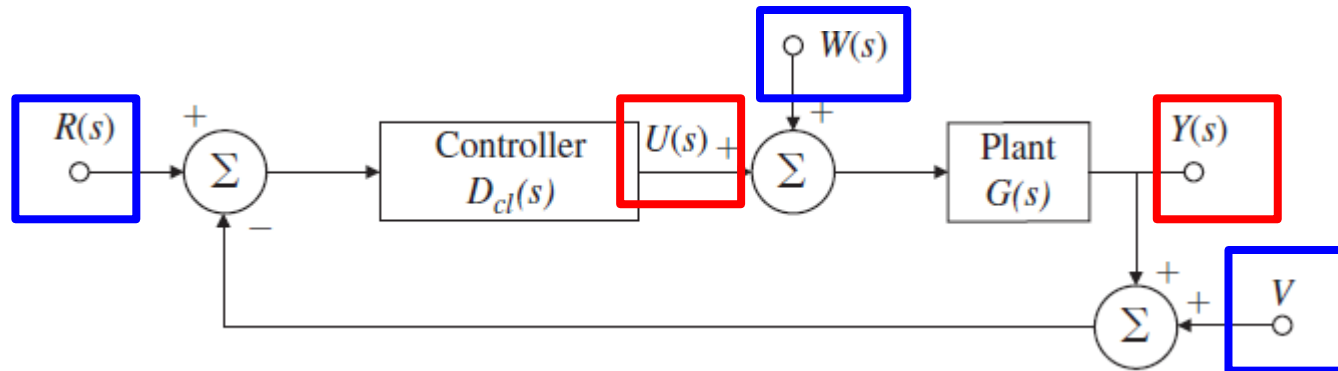 W(s)
R(s)
+
Σ
−
Controller
D_cl(s)
U(s) +
+
Σ
Plant
G(s)
Y(s)
+
+
Σ
V